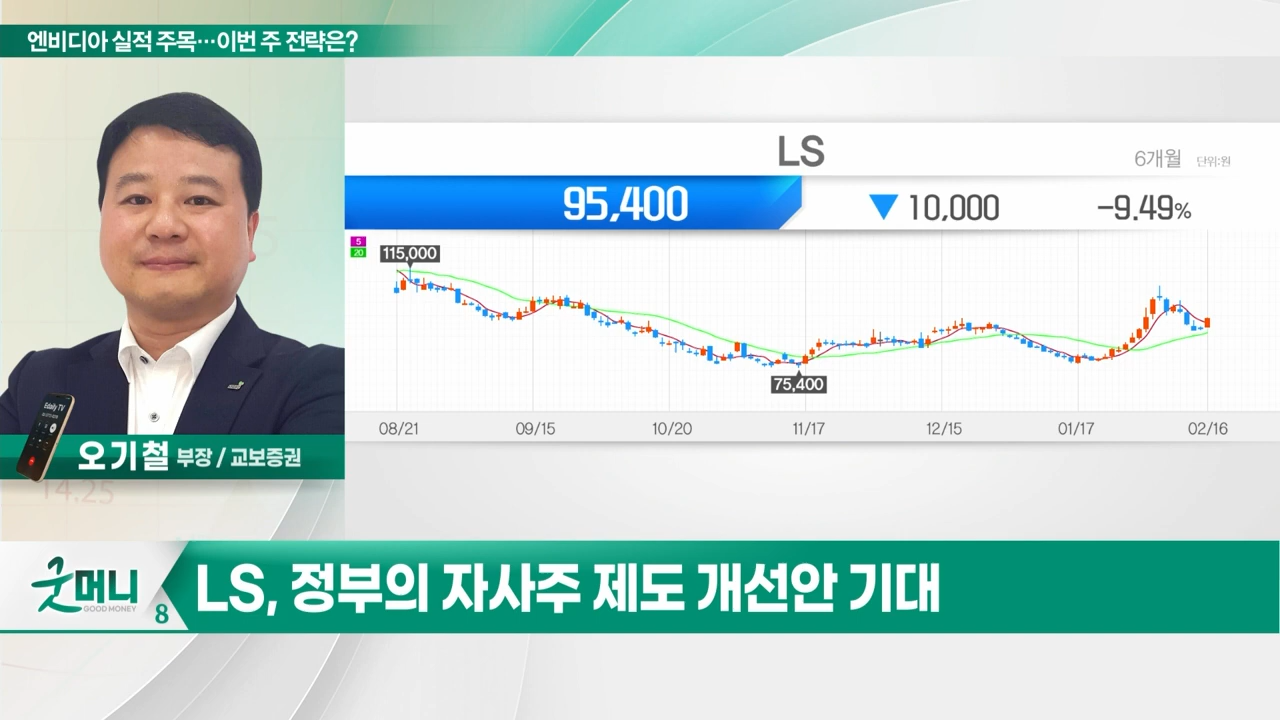 엔비디아 실적 주목…이번 주 전략은?
LS
6개월 단위:원
95,400 ▼ 10,000 -9.49%
5
20
115,000
75,400
08/21 09/15 10/20 11/17 12/15 01/17 02/16
Edaily TV
오기철 부장 / 교보증권
14.25
굿머니
GOOD MONEY
8
LS, 정부의 자사주 제도 개선안 기대